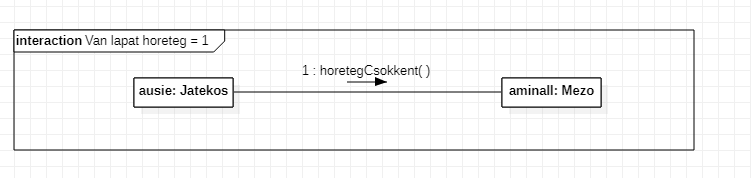 interaction Van lapat horeteg = 1
1 : horetegCsokkent( )
ausie: Jatekos
aminall: Mezo